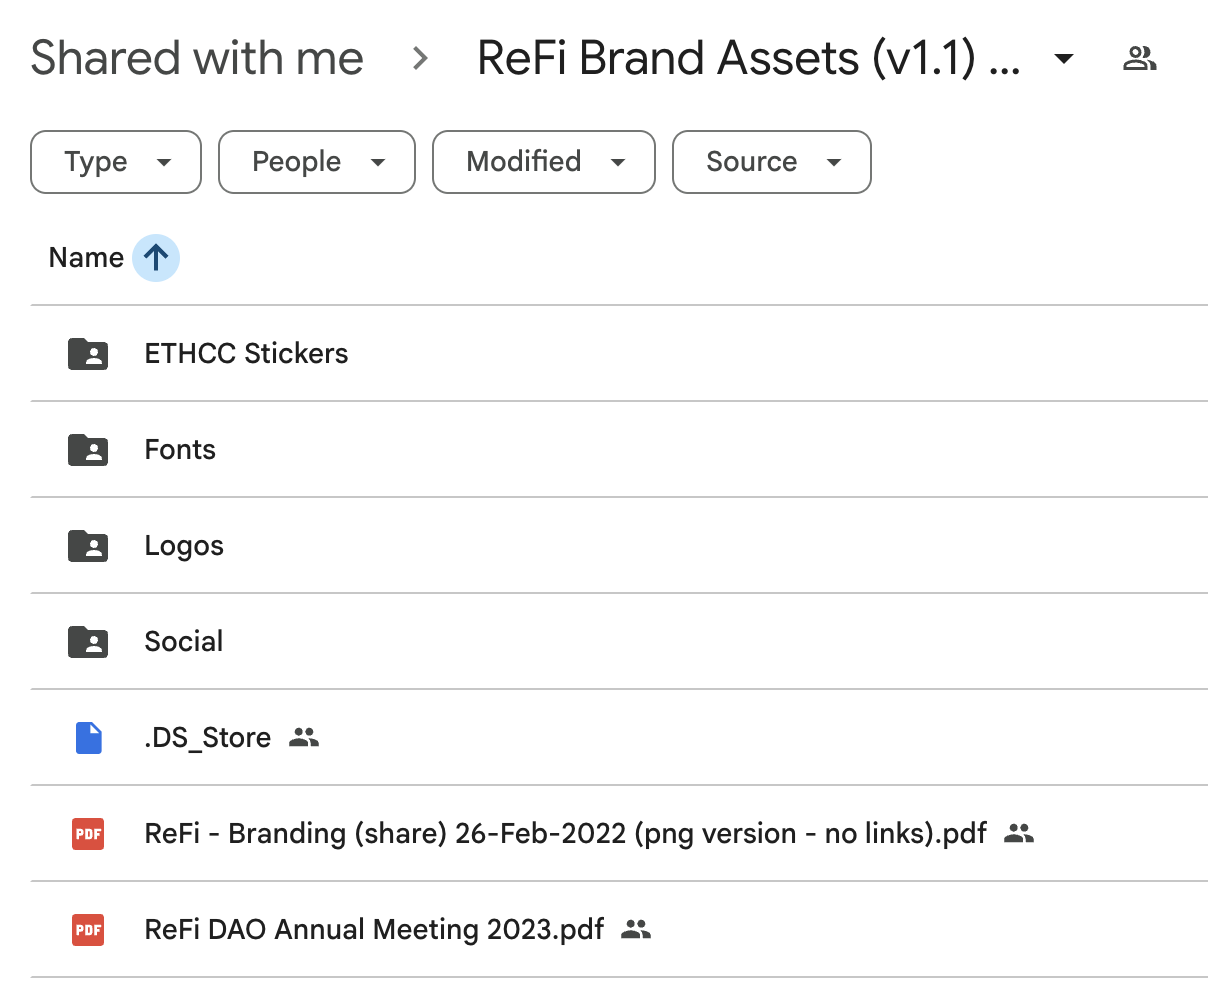 Shared with me > ReFi Brand Assets (v1.1) ...
Type People Modified Source
Name
ETHCC Stickers
Fonts
Logos
Social
.DS_Store
PDF ReFi - Branding (share) 26-Feb-2022 (png version - no links).pdf
PDF ReFi DAO Annual Meeting 2023.pdf